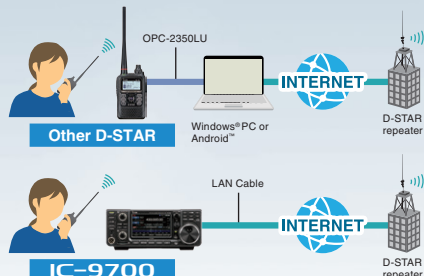 OPC-2350LU
INTERNET
Windows® PC or
Android™
D-STAR
repeater
Other D-STAR
LAN Cable
INTERNET
D-STAR
repeater
IC-9700